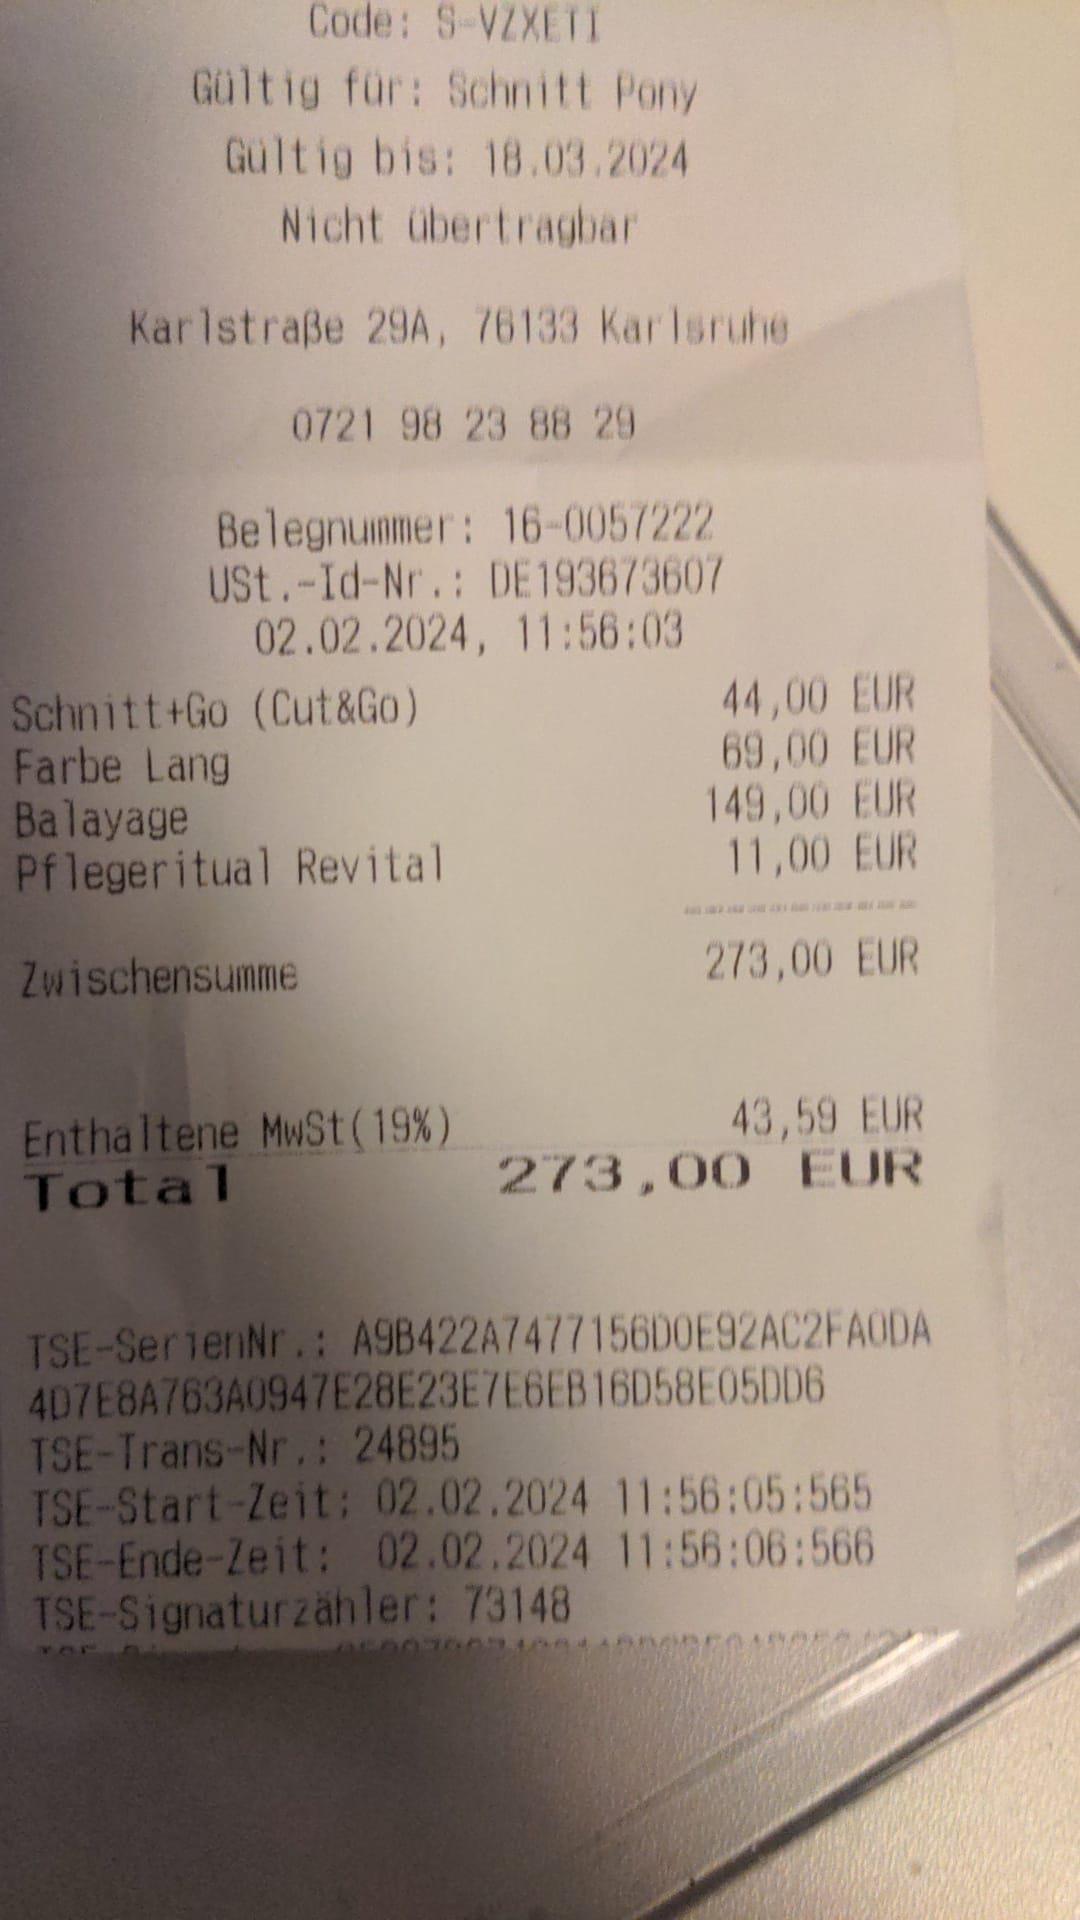 Code: S-VZXETI
Gültig für: Schnitt Pony
Gültig bis: 18.03.2024
Nicht übertragbar
Karlstraße 29A, 76133 Karlsruhe
0721 98 23 88 29
Belegnummer: 16-0057222
USt.-Id-Nr.: DE193673607
02.02.2024, 11:56:03
Schnitt+Go (Cut&Go) 44,00 EUR
Farbe Lang 69,00 EUR
Balayage 149,00 EUR
Pflegeritual Revital 11,00 EUR
Zwischensumme 273,00 EUR
Enthaltene MwSt(19%) 43,59 EUR
Total 273,00 EUR
TSE-SerienNr.: A9B422A7477156D0E92AC2FA0DA
4D7E8A763A0947E28E23E7E6EB16D58E05DD6
TSE-Trans-Nr.: 24895
TSE-Start-Zeit: 02.02.2024 11:56:05:565
TSE-Ende-Zeit: 02.02.2024 11:56:06:566
TSE-Signaturzähler: 73148